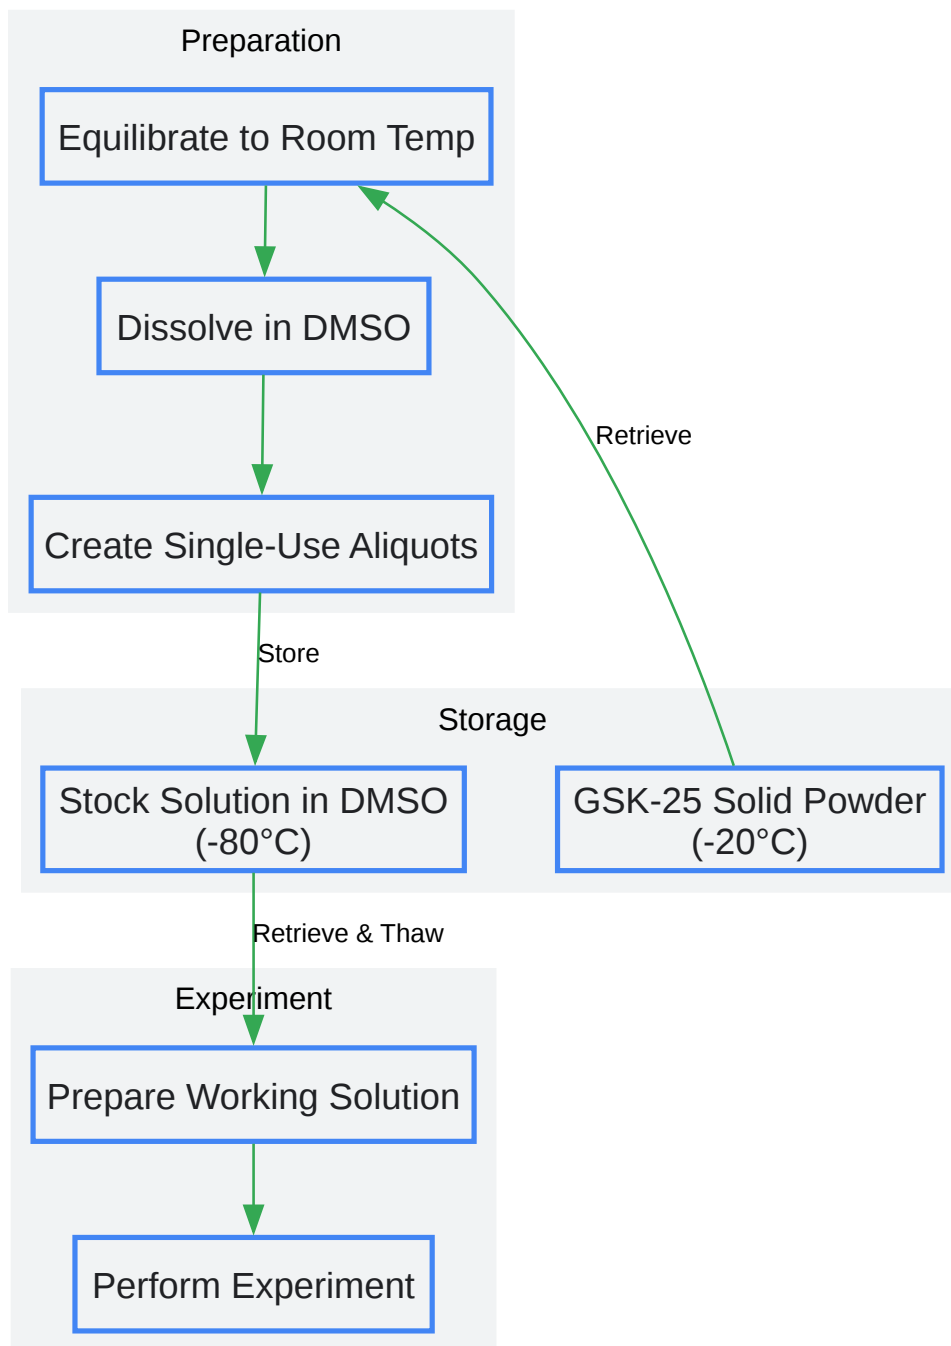 Preparation
Equilibrate to Room Temp
Dissolve in DMSO
Retrieve
Create Single-Use Aliquots
Store
Storage
Stock Solution in DMSO
(-80°C)
GSK-25 Solid Powder
(-20°C)
Retrieve & Thaw
Experiment
Prepare Working Solution
Perform Experiment